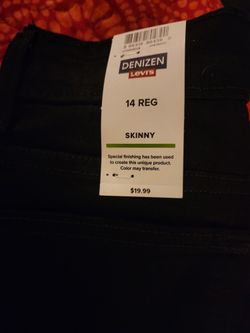 DENIZEN
Levi's
14 REG
SKINNY
Special finishing has been used
to create this unique product.
Color may transfer.
$19.99